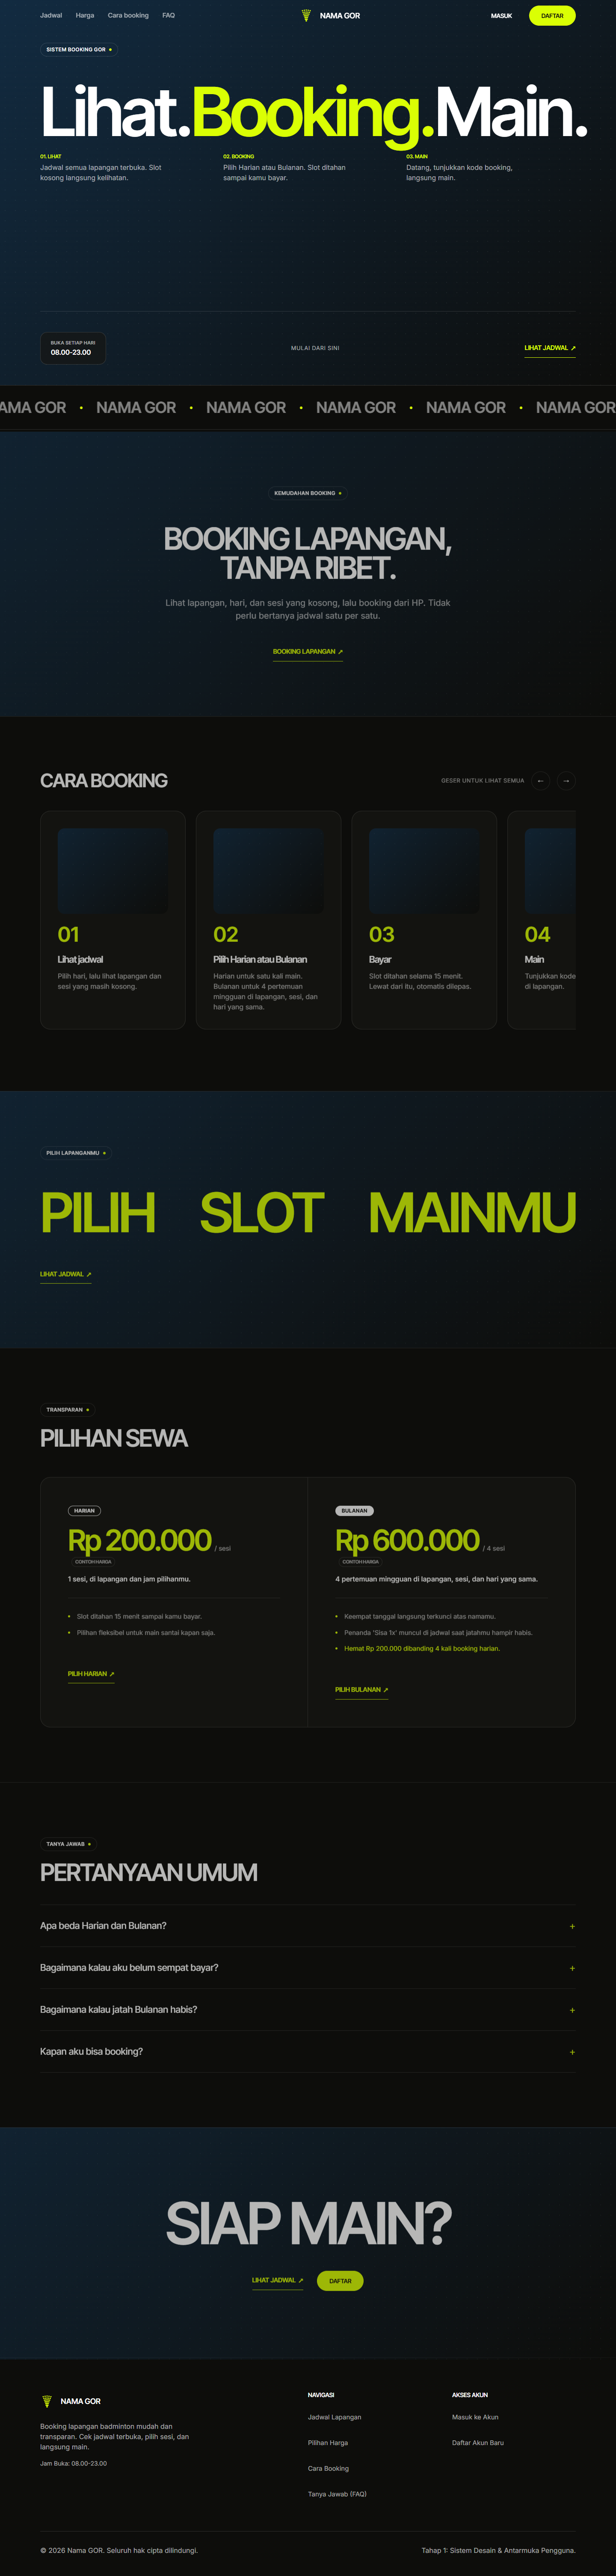 Jadwal Harga Cara booking FAQ NAMA GOR MASUK DAFTAR
SISTEM BOOKING GOR
Lihat.Booking.Main.
01. LIHAT
Jadwal semua lapangan terbuka. Slot
kosong langsung kelihatan.
02. BOOKING
Pilih Harian atau Bulanan. Slot ditahan
sampai kamu bayar.
03. MAIN
Datang, tunjukkan kode booking,
langsung main.
BUKA SETIAP HARI
08.00-23.00
MULAI DARI SINI
LIHAT JADWAL ↗
AMA GOR • NAMA GOR • NAMA GOR • NAMA GOR • NAMA GOR • NAMA GOR
KEMUDAHAN BOOKING
BOOKING LAPANGAN,
TANPA RIBET.
Lihat lapangan, hari, dan sesi yang kosong, lalu booking dari HP. Tidak
perlu bertanya jadwal satu per satu.
BOOKING LAPANGAN ↗
CARA BOOKING
GESER UNTUK LIHAT SEMUA ← →
01
Lihat jadwal
Pilih hari, lalu lihat lapangan dan
sesi yang masih kosong.
02
Pilih Harian atau Bulanan
Harian untuk satu kali main.
Bulanan untuk 4 pertemuan
mingguan di lapangan, sesi, dan
hari yang sama.
03
Bayar
Slot ditahan selama 15 menit.
Lewat dari itu, otomatis dilepas.
04
Main
Tunjukkan kode
di lapangan.
PILIH LAPANGANMU
PILIH SLOT MAINMU
LIHAT JADWAL ↗
TRANSPARAN
PILIHAN SEWA
HARIAN
Rp 200.000 / sesi
CONTOH HARGA
1 sesi, di lapangan dan jam pilihanmu.
• Slot ditahan 15 menit sampai kamu bayar.
• Pilihan fleksibel untuk main santai kapan saja.
PILIH HARIAN ↗
BULANAN
Rp 600.000 / 4 sesi
CONTOH HARGA
4 pertemuan mingguan di lapangan, sesi, dan hari yang sama.
• Keempat tanggal langsung terkunci atas namamu.
• Penanda 'Sisa 1x' muncul di jadwal saat jatahmu hampir habis.
• Hemat Rp 200.000 dibanding 4 kali booking harian.
PILIH BULANAN ↗
TANYA JAWAB
PERTANYAAN UMUM
Apa beda Harian dan Bulanan? +
Bagaimana kalau aku belum sempat bayar? +
Bagaimana kalau jatah Bulanan habis? +
Kapan aku bisa booking? +
SIAP MAIN?
LIHAT JADWAL ↗ DAFTAR
NAMA GOR
Booking lapangan badminton mudah dan
transparan. Cek jadwal terbuka, pilih sesi, dan
langsung main.
Jam Buka: 08.00-23.00
NAVIGASI
Jadwal Lapangan
Pilihan Harga
Cara Booking
Tanya Jawab (FAQ)
AKSES AKUN
Masuk ke Akun
Daftar Akun Baru
© 2026 Nama GOR. Seluruh hak cipta dilindungi.
Tahap 1: Sistem Desain & Antarmuka Pengguna.